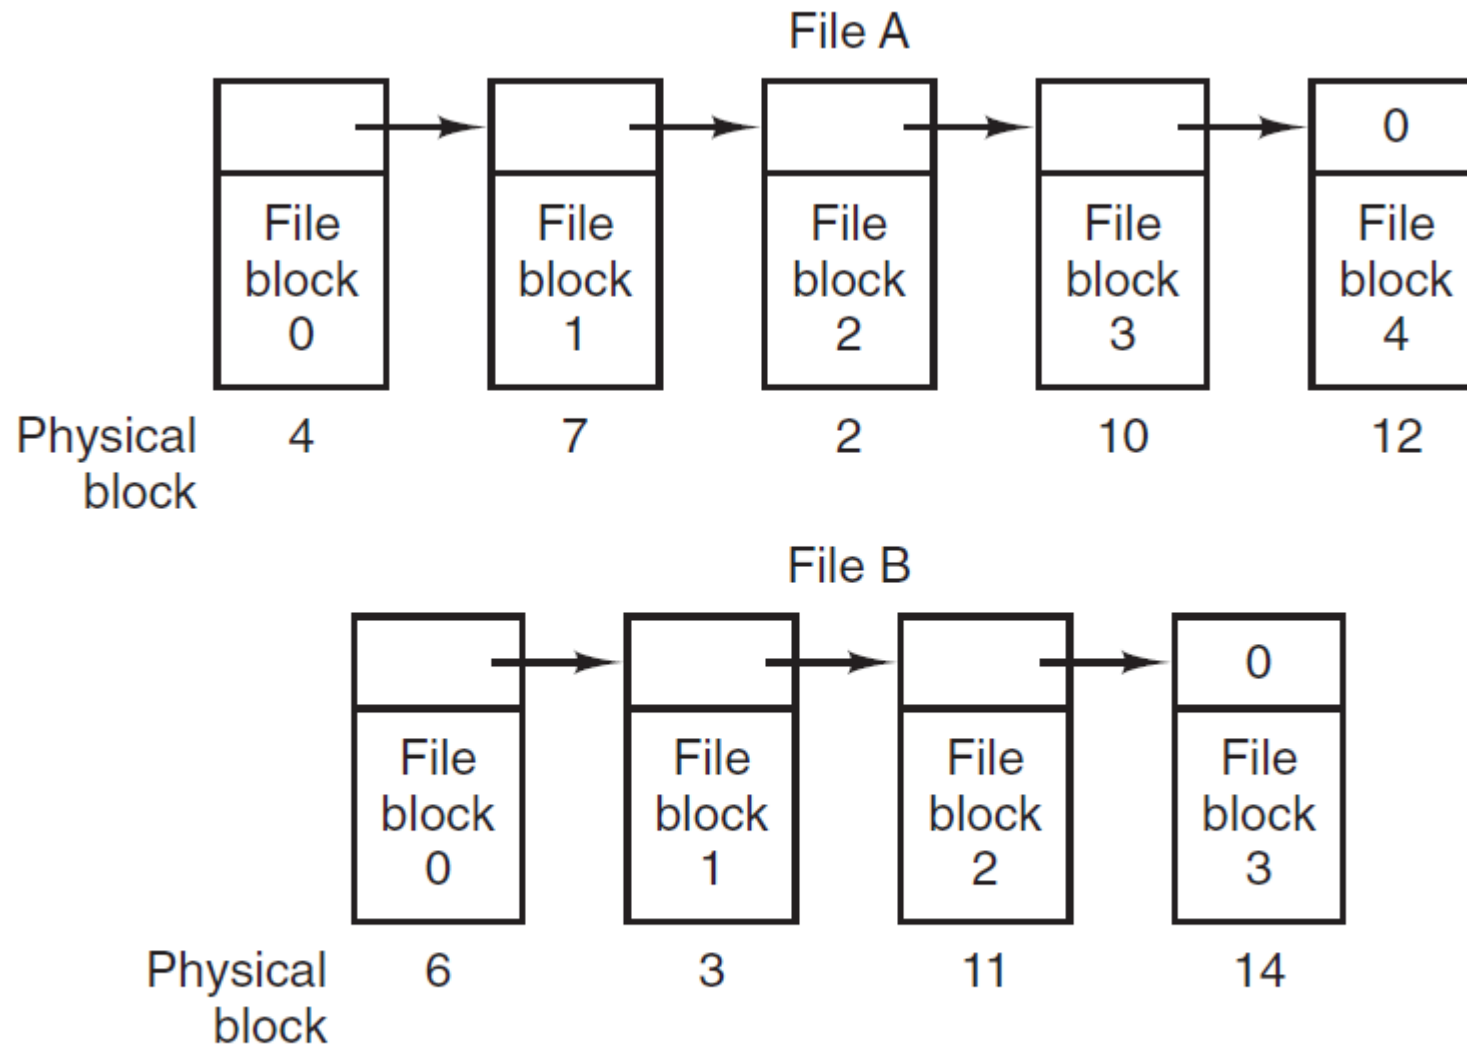 File A
0
File block 0
File block 1
File block 2
File block 3
File block 4
Physical block 4 7 2 10 12
File B
0
File block 0
File block 1
File block 2
File block 3
Physical block 6 3 11 14